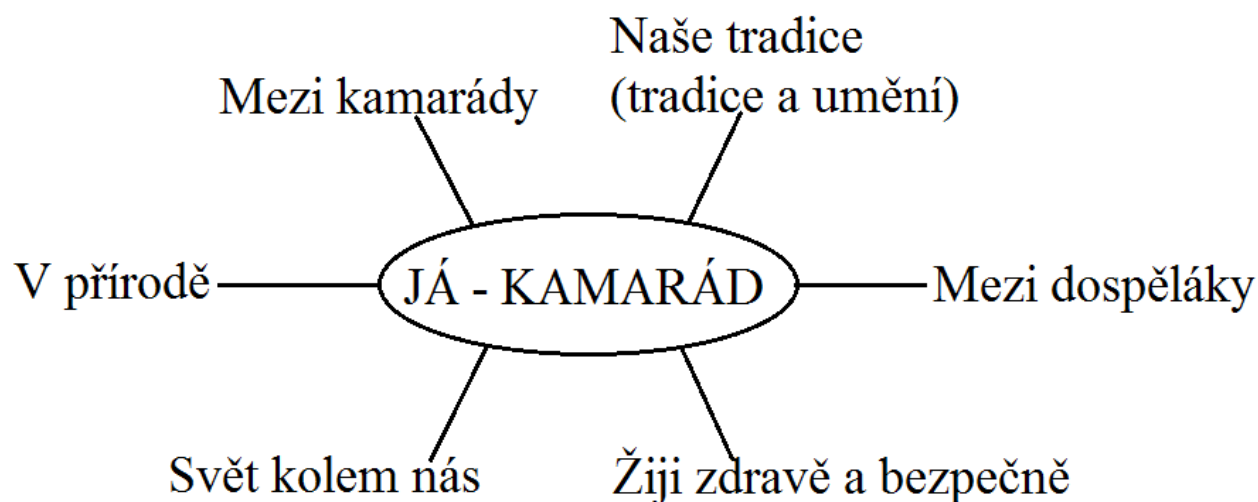 Naše tradice
(tradice a umění)
Mezi kamarády
V přírodě
JÁ - KAMARÁD
Mezi dospěláky
Svět kolem nás
Žiji zdravě a bezpečně